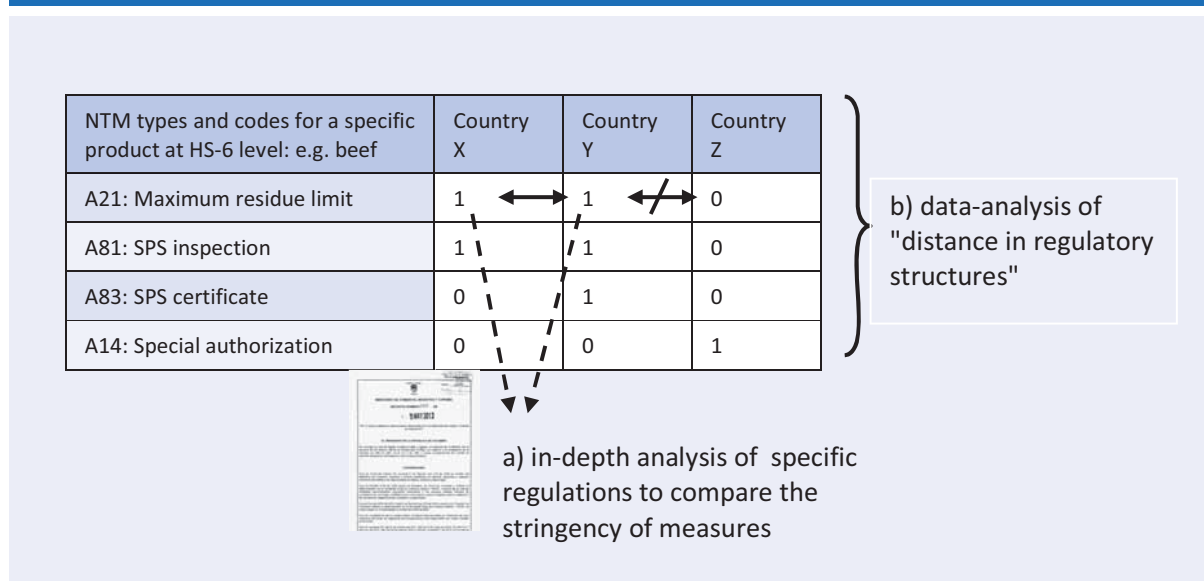 NTM types and codes for a specific
product at HS-6 level: e.g. beef
Country
X
Country
Y
Country
Z
A21: Maximum residue limit
1
1
0
A81: SPS inspection
1
1
0
A83: SPS certificate
0
1
0
A14: Special authorization
0
0
1
b) data-analysis of
"distance in regulatory
structures"
a) in-depth analysis of specific
regulations to compare the
stringency of measures